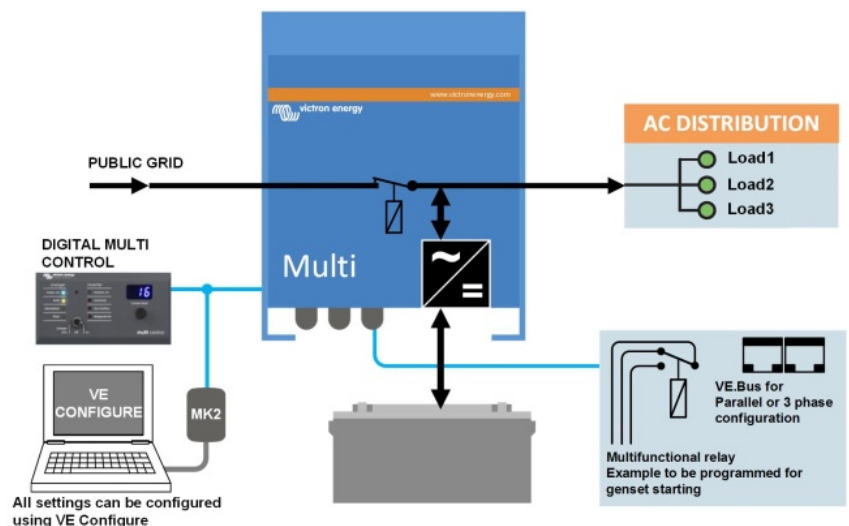 www.victronenergy.com
victron energy
AC DISTRIBUTION
Load1
Load2
Load3
PUBLIC GRID
Multi
DIGITAL MULTI
CONTROL
16
multi control
VE
CONFIGURE
MK2
All settings can be configured
using VE Configure
VE.Bus for
Parallel or 3 phase
configuration
Multifunctional relay
Example to be programmed for
genset starting